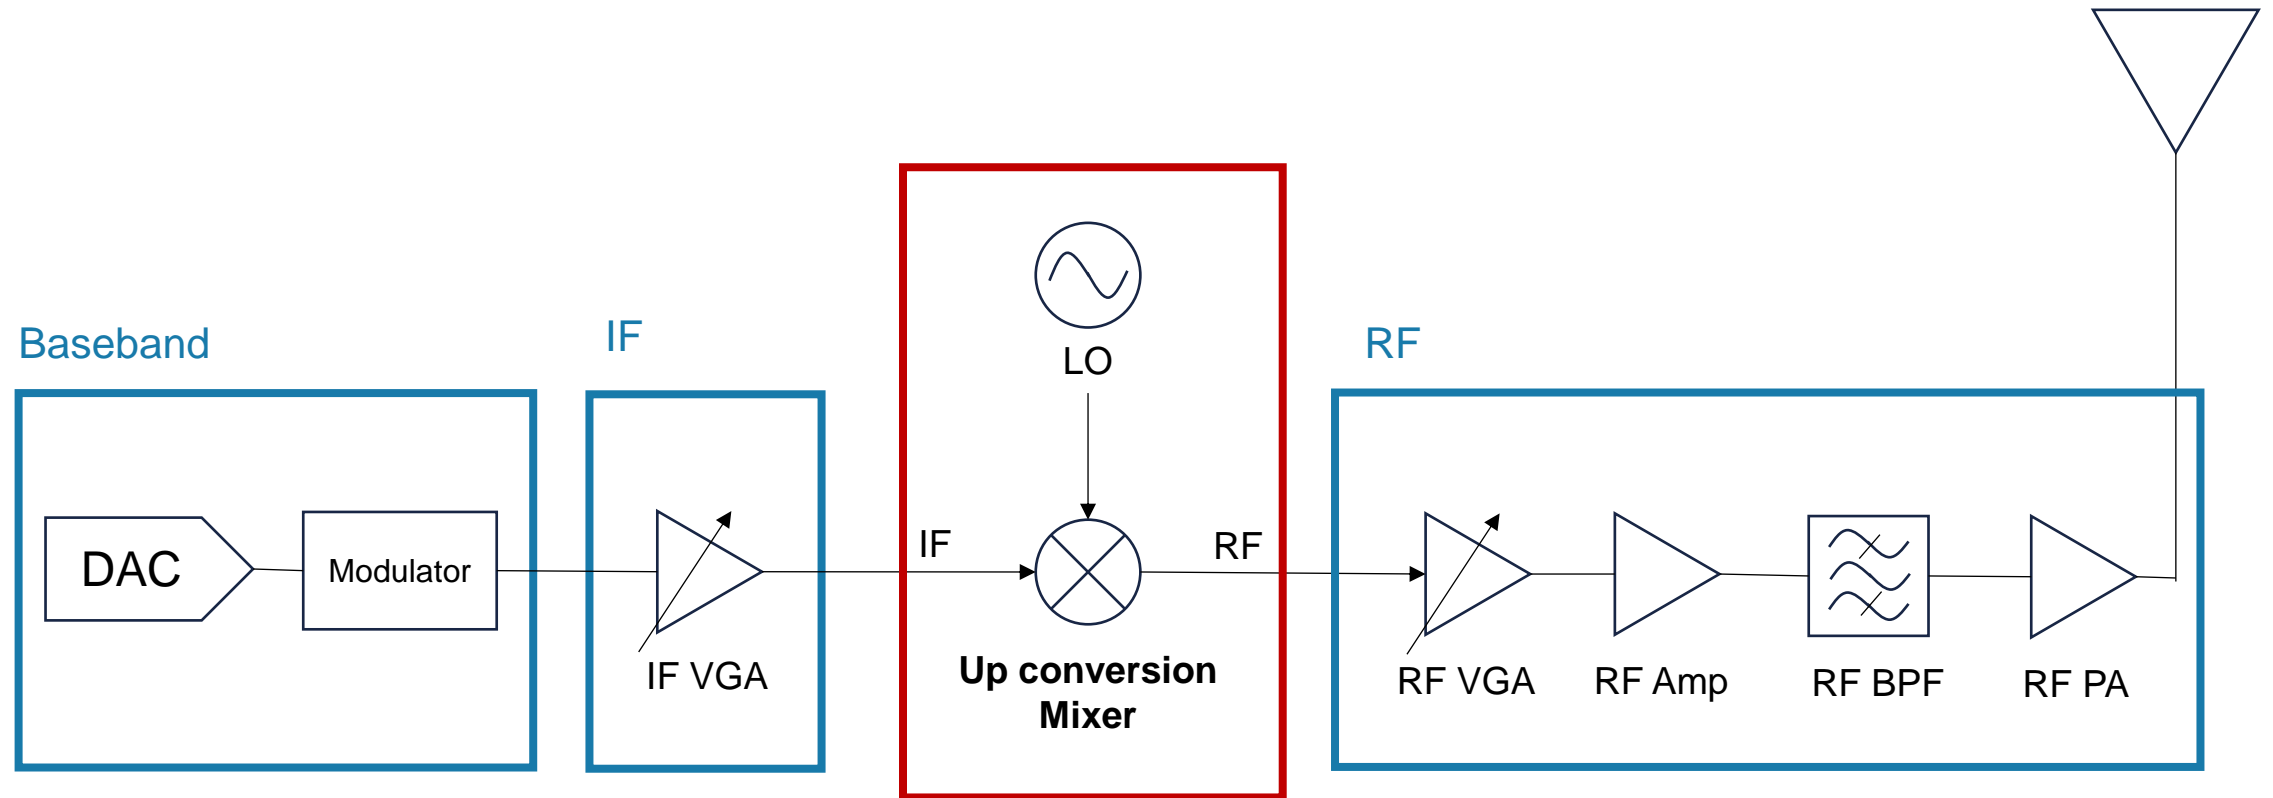 Baseband
IF
LO
RF
DAC
Modulator
IF VGA
IF
RF
Up conversion
Mixer
RF VGA
RF Amp
RF BPF
RF PA